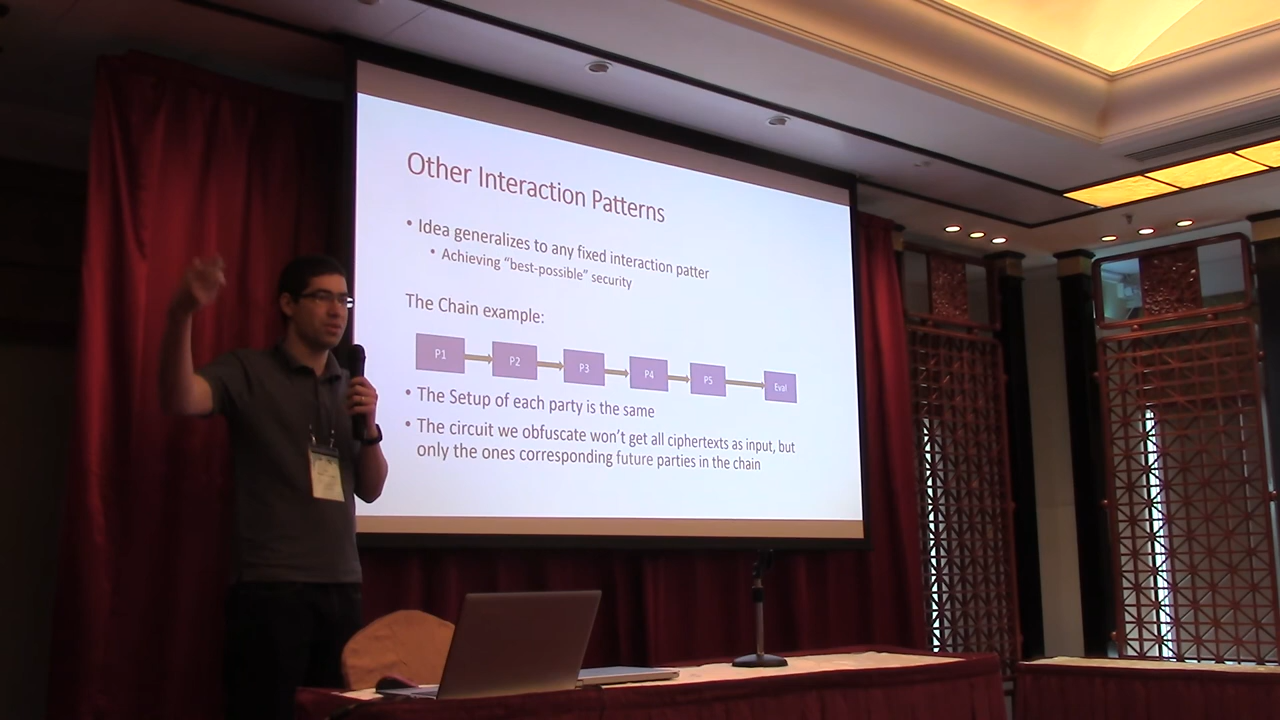 Other Interaction Patterns
• Idea generalizes to any fixed interaction patter
• Achieving “best-possible” security
The Chain example:
P1 P2 P3 P4 P5 Eval
• The Setup of each party is the same
• The circuit we obfuscate won’t get all ciphertexts as input, but
only the ones corresponding future parties in the chain